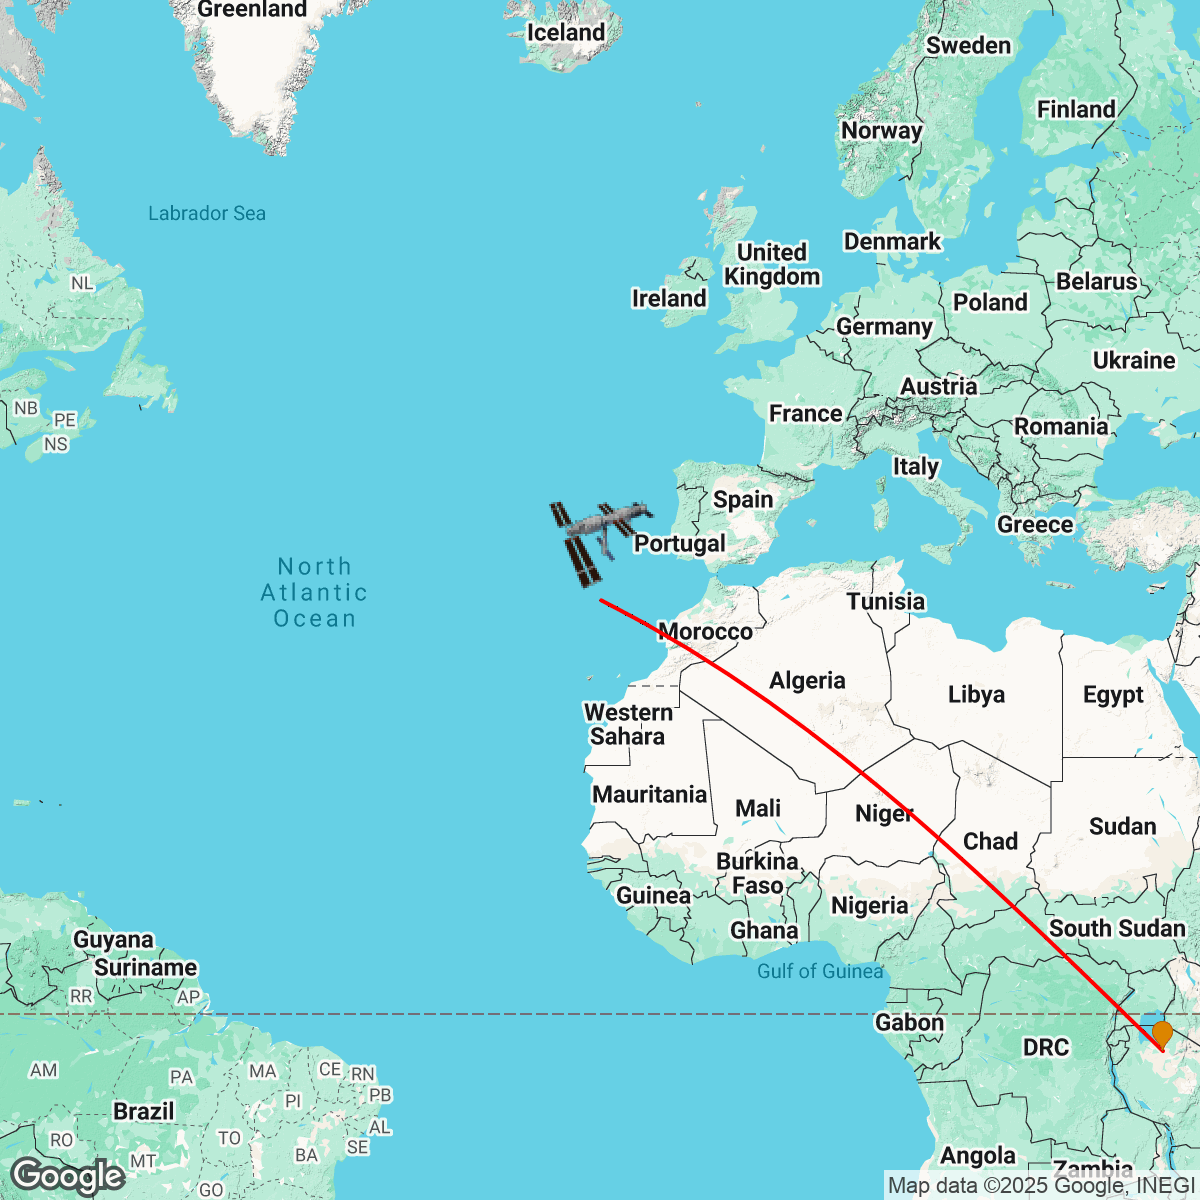 Greenland
Iceland
Sweden
Finland
Norway
Labrador Sea
Denmark
United
Kingdom
NL
Belarus
Ireland
Poland
Germany
Ukraine
Austria
NB
France
PE
Romania
NS
Italy
Spain
Greece
Portugal
North
Atlantic
Ocean
Tunisia
Morocco
Algeria
Libya
Egypt
Western
Sahara
Mauritania
Mali
Niger
Sudan
Chad
Burkina
Faso
Guinea
Nigeria
Ghana
South Sudan
Guyana
Suriname
Gulf of Guinea
RR
AP
Gabon
DRC
AM
PA
MA
CE
RN
PB
PI
Brazil
AL
RO
TO
SE
MT
BA
Angola
Zambia
GO
Google
Map data ©2025 Google, INEGI